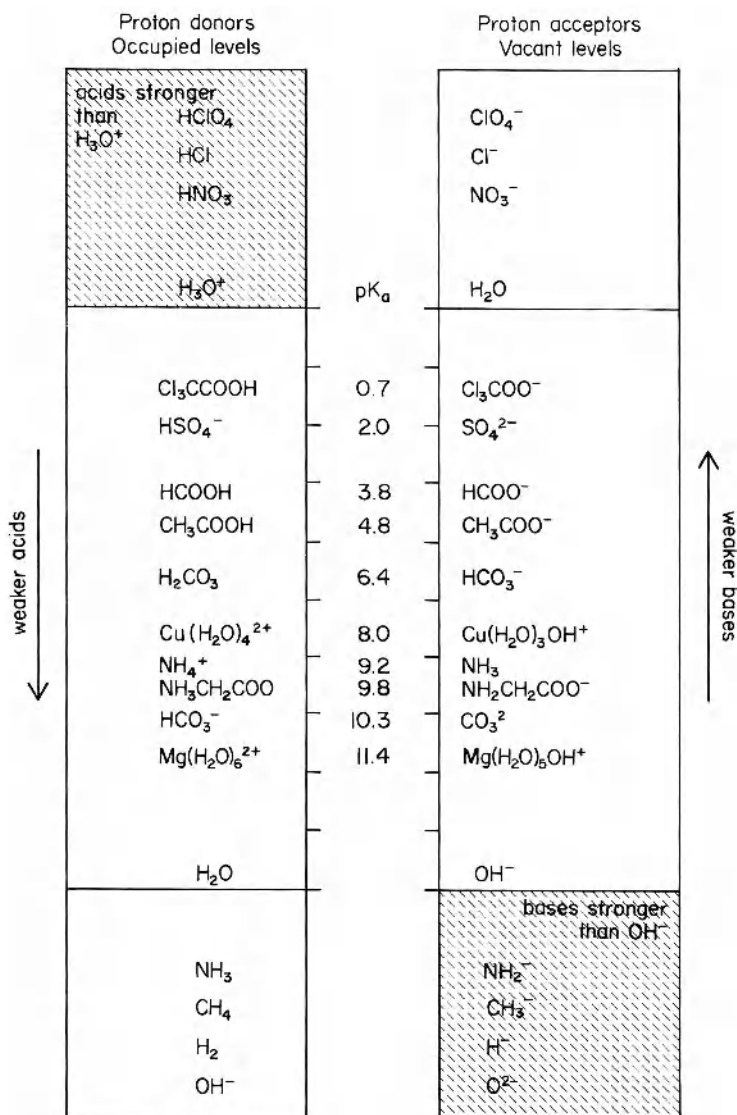 Proton donors
Occupied levels
Proton acceptors
Vacant levels
acids stronger
than
H₃O⁺
HClO₄
ClO₄⁻
HCl
Cl⁻
HNO₃
NO₃⁻
H₃O⁺
pKₐ
H₂O
Cl₃CCOOH
0.7
Cl₃COO⁻
HSO₄⁻
2.0
SO₄²⁻
HCOOH
3.8
HCOO⁻
CH₃COOH
4.8
CH₃COO⁻
H₂CO₃
6.4
HCO₃⁻
Cu(H₂O)₄²⁺
8.0
Cu(H₂O)₃OH⁺
NH₄⁺
9.2
NH₃
NH₃CH₂COO
9.8
NH₂CH₂COO⁻
HCO₃⁻
10.3
CO₃²
Mg(H₂O)₆²⁺
11.4
Mg(H₂O)₅OH⁺
weaker acids
weaker bases
H₂O
OH⁻
bases stronger
than OH⁻
NH₃
NH₂⁻
CH₄
CH₃⁻
H₂
H⁻
OH⁻
O²⁻